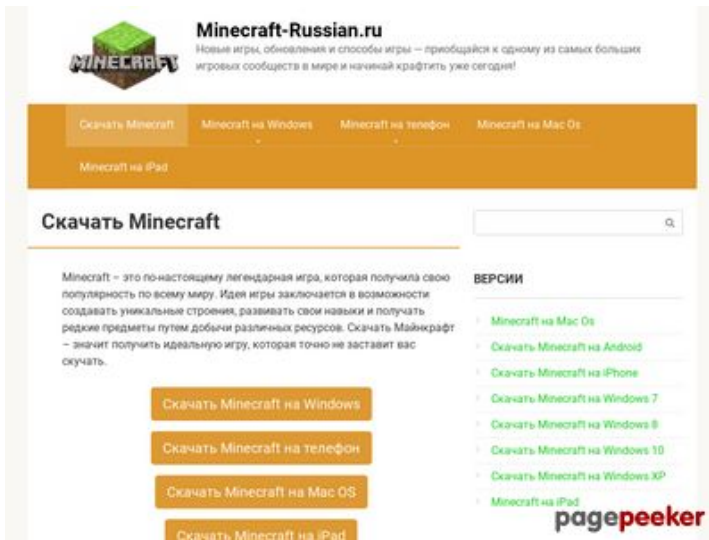 Minecraft-Russian.ru
Новые игры, обновления и способы игры — приобщайся к одному из самых больших
игровых сообществ в мире и начинай крафтить уже сегодня!
MINECRAFT
Скачать Minecraft
Minecraft на Windows
Minecraft на телефон
Minecraft на Mac Os
Minecraft на iPad
Скачать Minecraft
Minecraft – это по-настоящему легендарная игра, которая получила свою
популярность по всему миру. Идея игры заключается в возможности
создавать уникальные строения, развивать свои навыки и получать
редкие предметы путем добычи различных ресурсов. Скачать Майнкрафт
– значит получить идеальную игру, которая точно не заставит вас
скучать.
Скачать Minecraft на Windows
Скачать Minecraft на телефон
Скачать Minecraft на Mac OS
Скачать Minecraft на iPad
ВЕРСИИ
Minecraft на Mac Os
Скачать Minecraft на Android
Скачать Minecraft на iPhone
Скачать Minecraft на Windows 7
Скачать Minecraft на Windows 8
Скачать Minecraft на Windows 10
Скачать Minecraft на Windows XP
Minecraft на iPad
pagepeeker